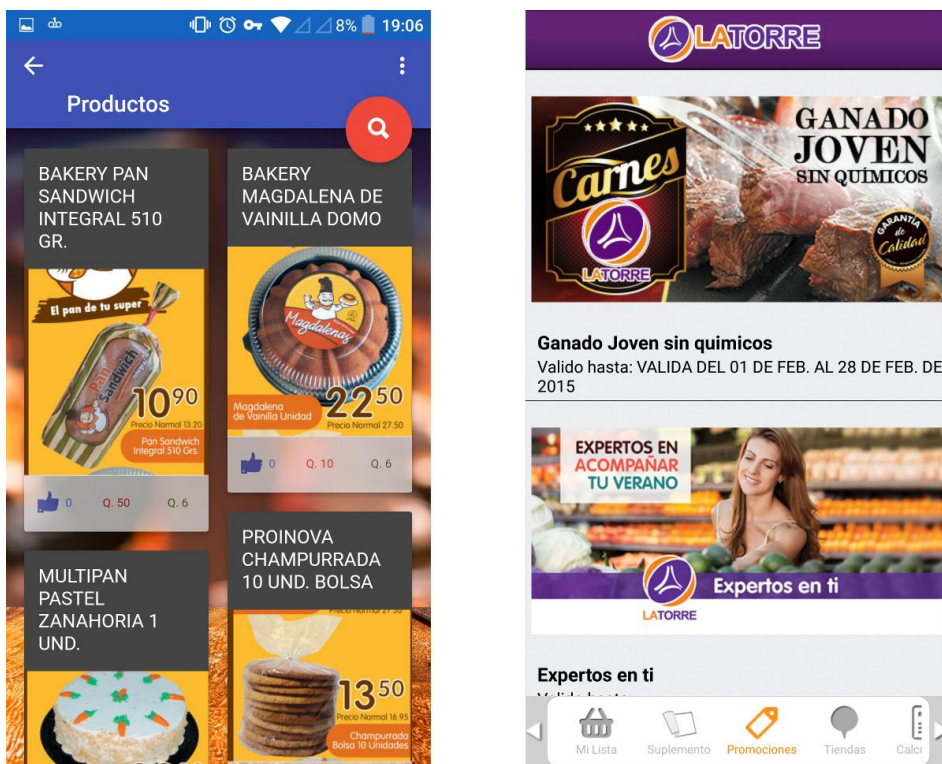 8% 19:06
Productos
BAKERY PAN
SANDWICH
INTEGRAL 510
GR.
El pan de tu super
Pan
Sandwich
10 90
Precio Normal 13.20
Pan Sandwich
Integral 510 Grs.
0 Q. 50 Q. 6
MULTIPAN
PASTEL
ZANAHORIA 1
UND.
BAKERY
MAGDALENA DE
VAINILLA DOMO
Magdalenas
Magdalena
de Vainilla Unidad
22 50
Precio Normal 27.50
0 Q. 10 Q. 6
PROINOVA
CHAMPURRADA
10 UND. BOLSA
Precio Normal 27.50
13 50
Precio Normal 16.95
Champurrada
Bolsa 10 Unidades
LATORRE
Carnes
LATORRE
GANADO
JOVEN
SIN QUÍMICOS
GARANTÍA
de
Calidad
Ganado Joven sin quimicos
Valido hasta: VALIDA DEL 01 DE FEB. AL 28 DE FEB. DE
2015
EXPERTOS EN
ACOMPAÑAR
TU VERANO
Expertos en ti
LATORRE
Expertos en ti
Mi Lista Suplemento Promociones Tiendas Calcu